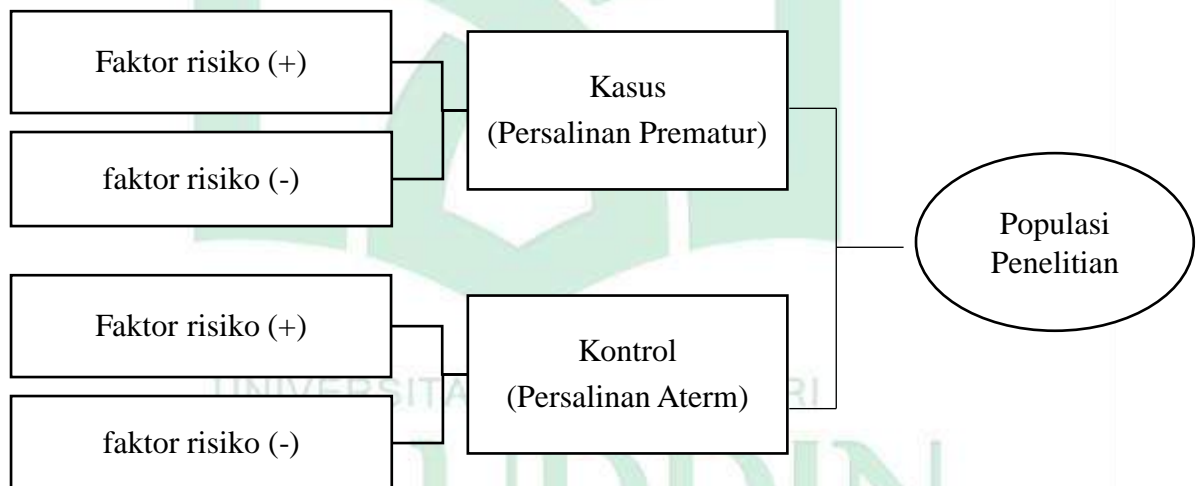 Faktor risiko (+)
faktor risiko (-)
Kasus
(Persalinan Prematur)
Faktor risiko (+)
faktor risiko (-)
Kontrol
(Persalinan Aterm)
Populasi
Penelitian